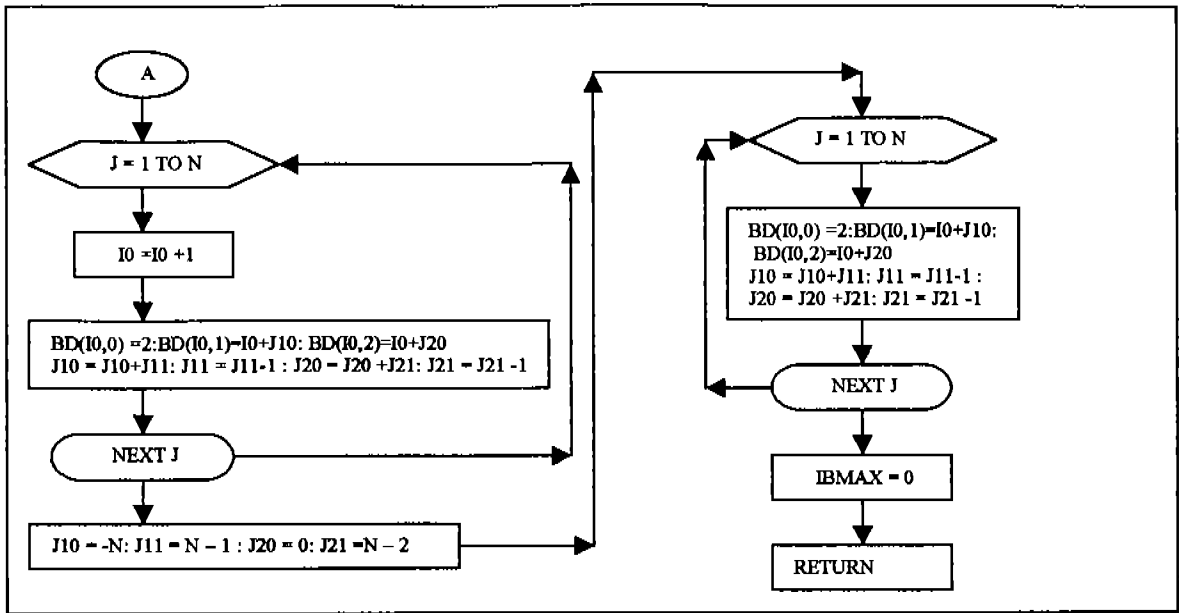 A
J = 1 TO N
I0 =I0 +1
BD(I0,0) =2:BD(I0,1)=I0+J10: BD(I0,2)=I0+J20
J10 = J10+J11: J11 = J11-1 : J20 = J20 +J21: J21 = J21 -1
NEXT J
J10 = -N: J11 = N – 1 : J20 = 0: J21 =N – 2
J = 1 TO N
BD(I0,0) =2:BD(I0,1)=I0+J10:
BD(I0,2)=I0+J20
J10 = J10+J11: J11 = J11-1 :
J20 = J20 +J21: J21 = J21 -1
NEXT J
IBMAX = 0
RETURN